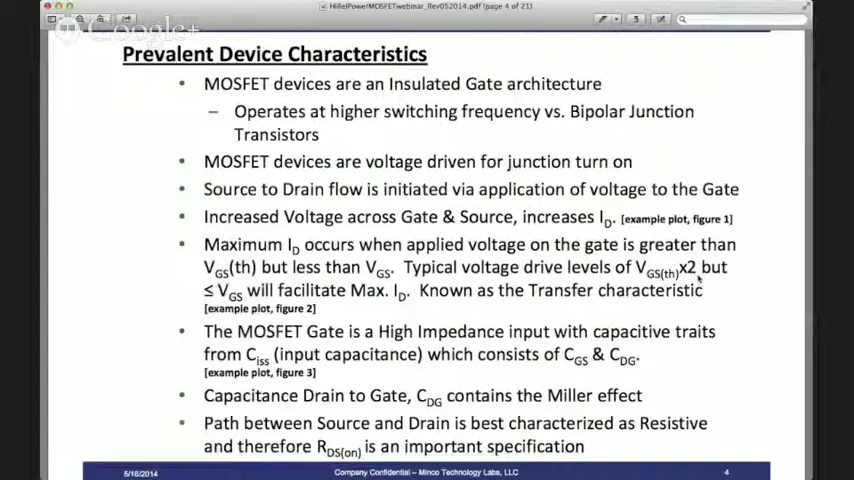 HiRelPowerMOSFETwebinar_Rev052014.pdf (page 4 of 21)
Google+
Prevalent Device Characteristics
• MOSFET devices are an Insulated Gate architecture
– Operates at higher switching frequency vs. Bipolar Junction
Transistors
• MOSFET devices are voltage driven for junction turn on
• Source to Drain flow is initiated via application of voltage to the Gate
• Increased Voltage across Gate & Source, increases ID. [example plot, figure 1]
• Maximum ID occurs when applied voltage on the gate is greater than
VGS(th) but less than VGS. Typical voltage drive levels of VGS(th)x2 but
≤ VGS will facilitate Max. ID. Known as the Transfer characteristic
[example plot, figure 2]
• The MOSFET Gate is a High Impedance input with capacitive traits
from Ciss (input capacitance) which consists of CGS & CDG.
[example plot, figure 3]
• Capacitance Drain to Gate, CDG contains the Miller effect
• Path between Source and Drain is best characterized as Resistive
and therefore RDS(on) is an important specification
5/16/2014
Company Confidential – Minco Technology Labs, LLC
4